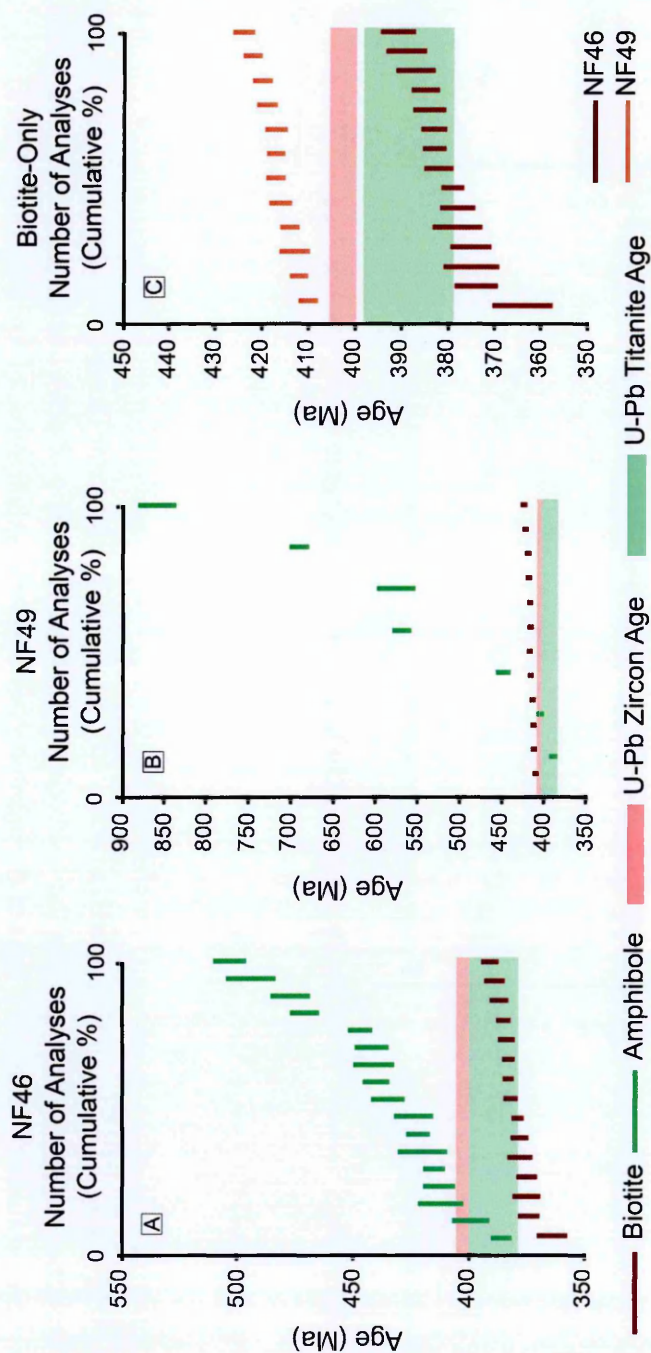 NF46
Number of Analyses
(Cumulative %)
0 100
A
550
500
450
400
350
Age (Ma)
NF49
Number of Analyses
(Cumulative %)
0 100
B
900
850
800
750
700
650
600
550
500
450
400
350
Age (Ma)
Biotite-Only
Number of Analyses
(Cumulative %)
0 100
C
450
440
430
420
410
400
390
380
370
360
350
Age (Ma)
NF46
NF49
Biotite Amphibole U-Pb Zircon Age U-Pb Titanite Age